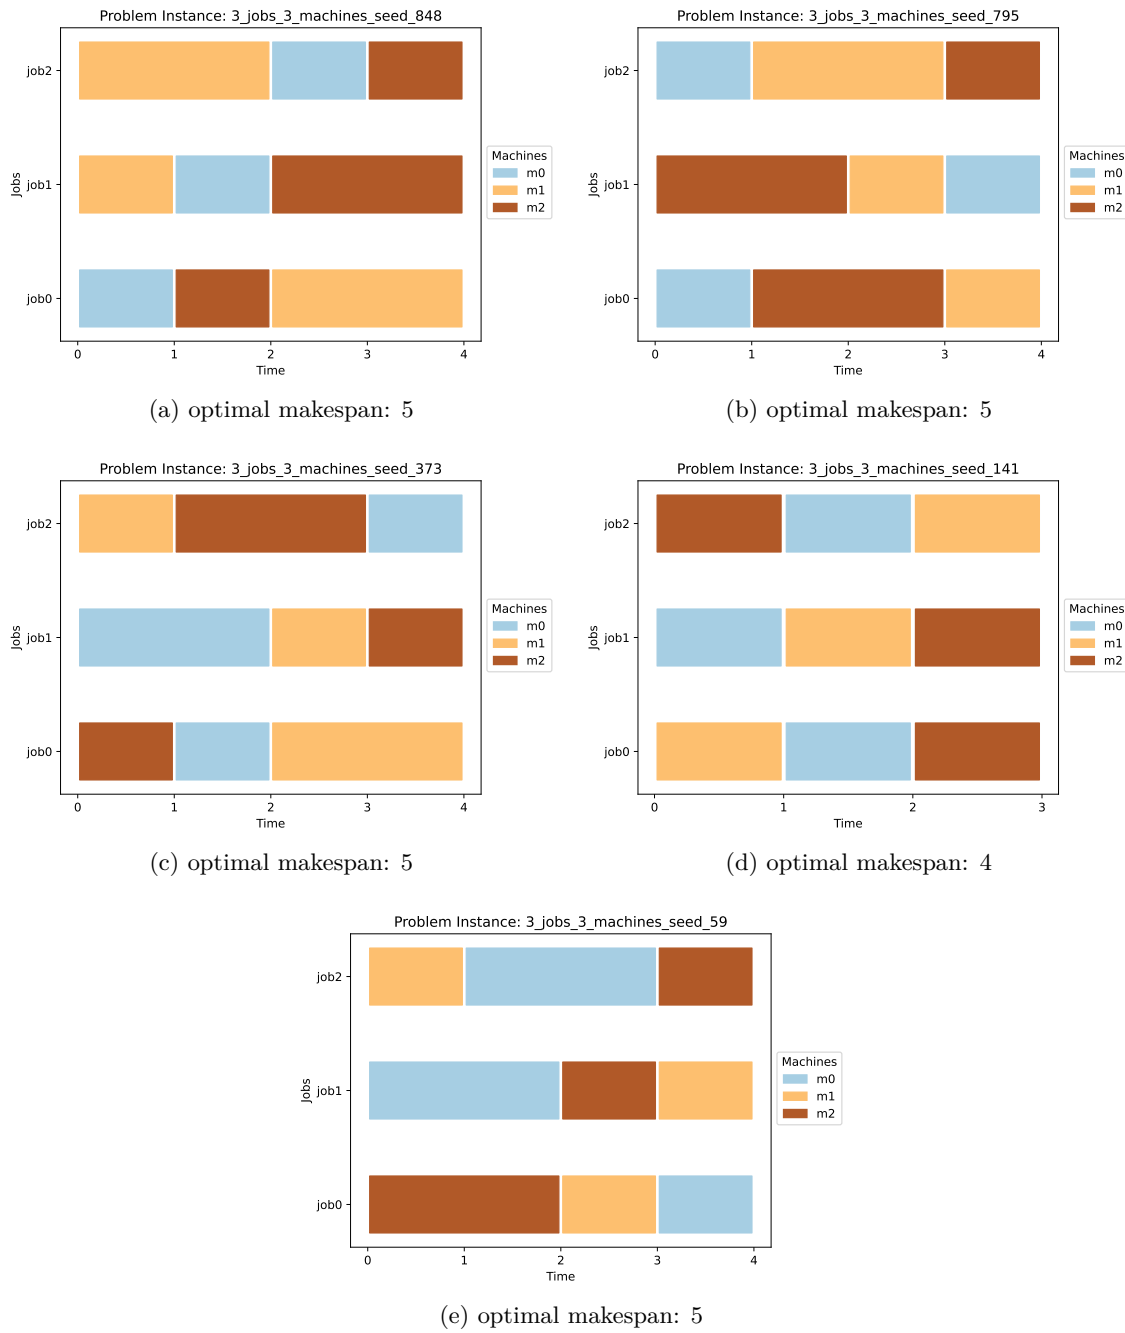 Problem Instance: 3_jobs_3_machines_seed_848
job2
job1
job0
Jobs
0 1 2 3 4
Time
Machines
m0
m1
m2
(a) optimal makespan: 5
Problem Instance: 3_jobs_3_machines_seed_795
job2
job1
job0
Jobs
0 1 2 3 4
Time
Machines
m0
m1
m2
(b) optimal makespan: 5
Problem Instance: 3_jobs_3_machines_seed_373
job2
job1
job0
Jobs
0 1 2 3 4
Time
Machines
m0
m1
m2
(c) optimal makespan: 5
Problem Instance: 3_jobs_3_machines_seed_141
job2
job1
job0
Jobs
0 1 2 3
Time
Machines
m0
m1
m2
(d) optimal makespan: 4
Problem Instance: 3_jobs_3_machines_seed_59
job2
job1
job0
Jobs
0 1 2 3 4
Time
Machines
m0
m1
m2
(e) optimal makespan: 5